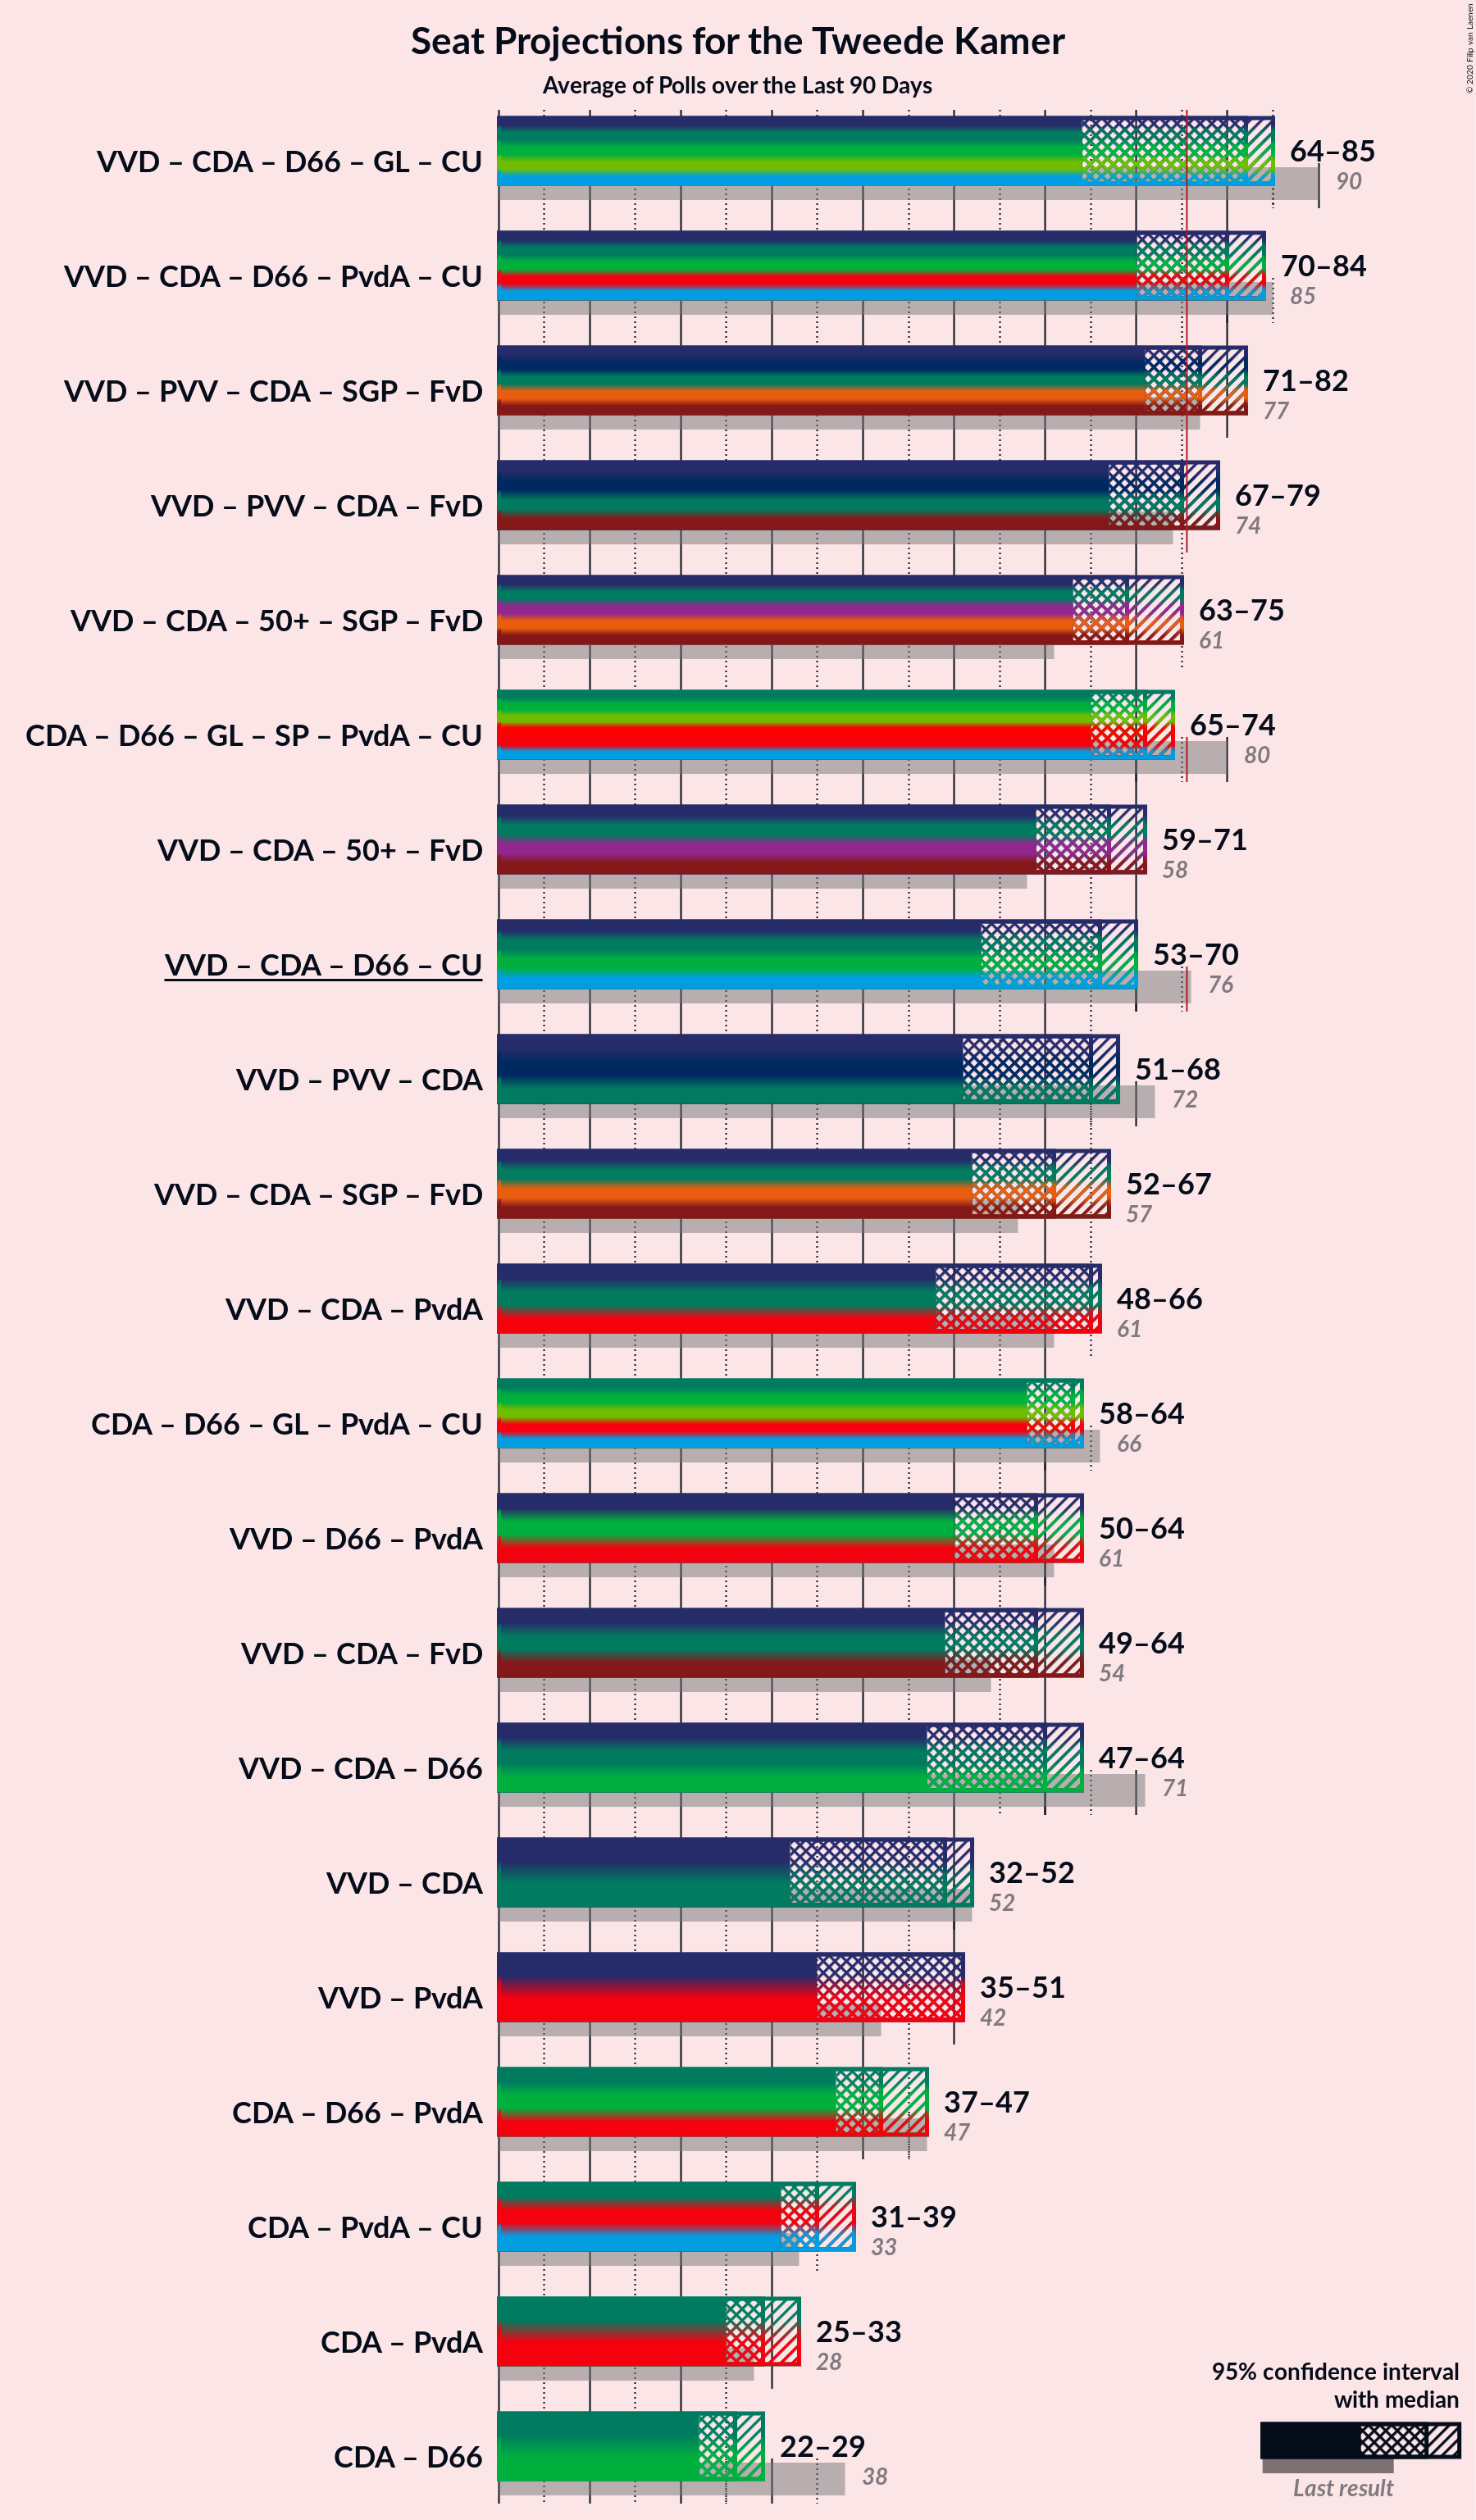 Seat Projections for the Tweede Kamer
Average of Polls over the Last 90 Days
© 2020 Filip van Laenen
VVD – CDA – D66 – GL – CU
64–85
90
VVD – CDA – D66 – PvdA – CU
70–84
85
VVD – PVV – CDA – SGP – FvD
71–82
77
VVD – PVV – CDA – FvD
67–79
74
VVD – CDA – 50+ – SGP – FvD
63–75
61
CDA – D66 – GL – SP – PvdA – CU
65–74
80
VVD – CDA – 50+ – FvD
59–71
58
VVD – CDA – D66 – CU
53–70
76
VVD – PVV – CDA
51–68
72
VVD – CDA – SGP – FvD
52–67
57
VVD – CDA – PvdA
48–66
61
CDA – D66 – GL – PvdA – CU
58–64
66
VVD – D66 – PvdA
50–64
61
VVD – CDA – FvD
49–64
54
VVD – CDA – D66
47–64
71
VVD – CDA
32–52
52
VVD – PvdA
35–51
42
CDA – D66 – PvdA
37–47
47
CDA – PvdA – CU
31–39
33
CDA – PvdA
25–33
28
CDA – D66
22–29
38
95% confidence interval
with median
Last result